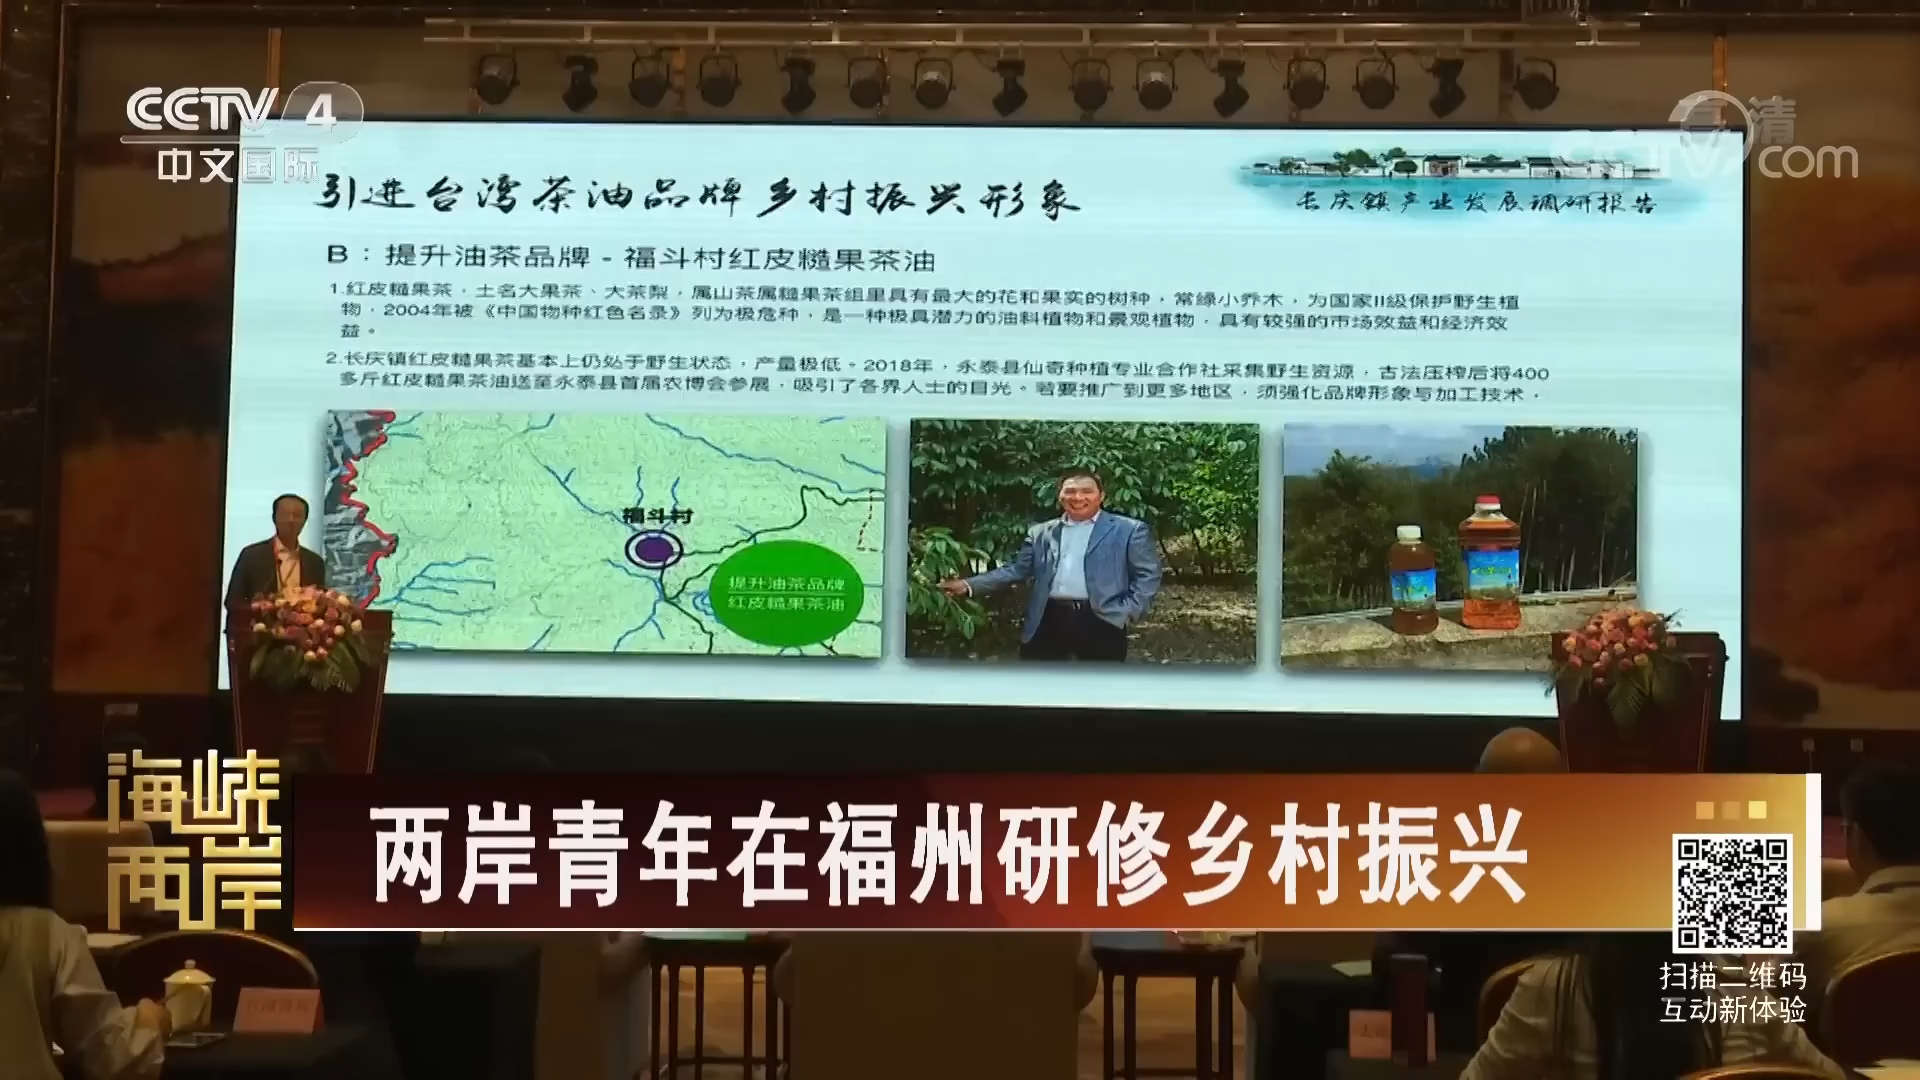 CCTV 4
中文国际
高清
CCTV.com
引进台湾茶油品牌 乡村振兴形象
长庆镇产业发展调研报告
B：提升油茶品牌－福斗村红皮糙果茶油
1.红皮糙果茶，土名大果茶、大茶梨，属山茶属糙果茶组里具有最大的花和果实的树种，常绿小乔木，为国家II级保护野生植
物，2004年被《中国物种红色名录》列为极危种，是一种极具潜力的油料植物和景观植物，具有较强的市场效益和经济效
益。
2.长庆镇红皮糙果茶基本上仍处于野生状态，产量极低。2018年，永泰县仙奇种植专业合作社采集野生资源，古法压榨后将400
多斤红皮糙果茶油送至永泰县首届农博会参展，吸引了各界人士的目光。若要推广到更多地区，须强化品牌形象与加工技术，
福斗村
提升油茶品牌
红皮糙果茶油
海峡
两岸
两岸青年在福州研修乡村振兴
扫描二维码
互动新体验